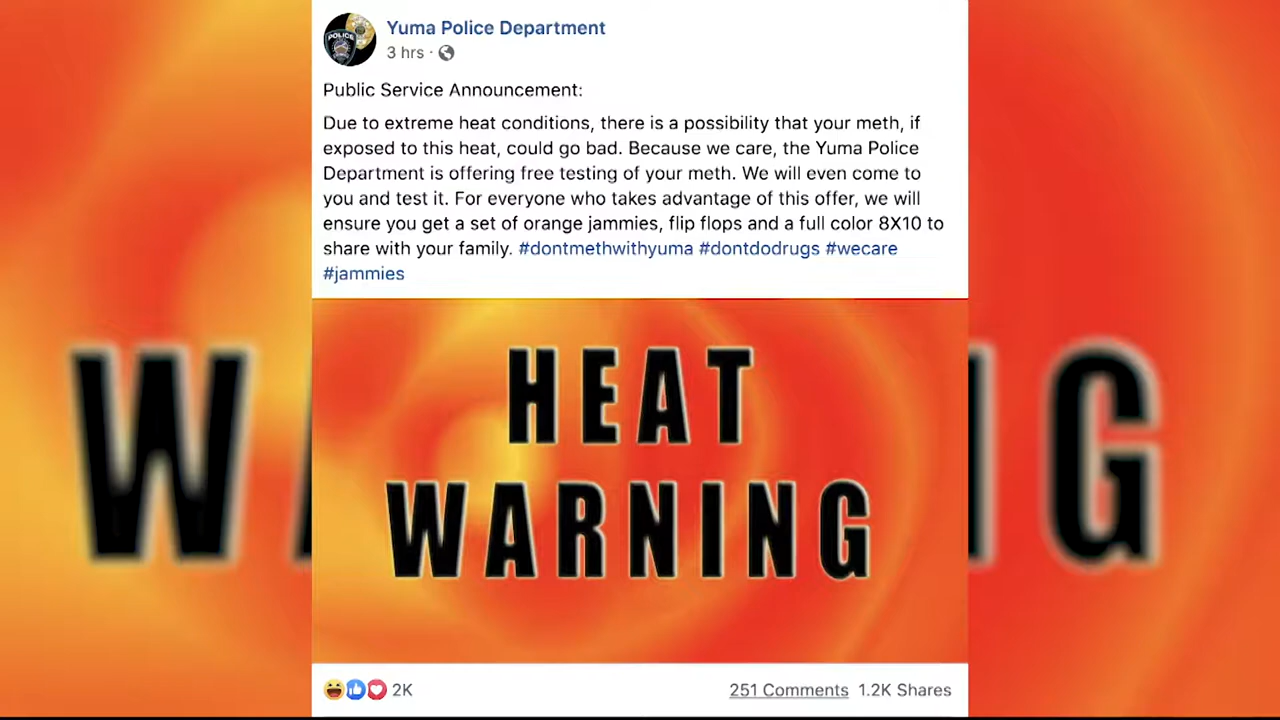 Yuma Police Department
3 hrs ·
POLICE
Public Service Announcement:
Due to extreme heat conditions, there is a possibility that your meth, if
exposed to this heat, could go bad. Because we care, the Yuma Police
Department is offering free testing of your meth. We will even come to
you and test it. For everyone who takes advantage of this offer, we will
ensure you get a set of orange jammies, flip flops and a full color 8X10 to
share with your family. #dontmethwithyuma #dontdodrugs #wecare
#jammies
HEAT
WARNING
W
NG
2K
251 Comments 1.2K Shares